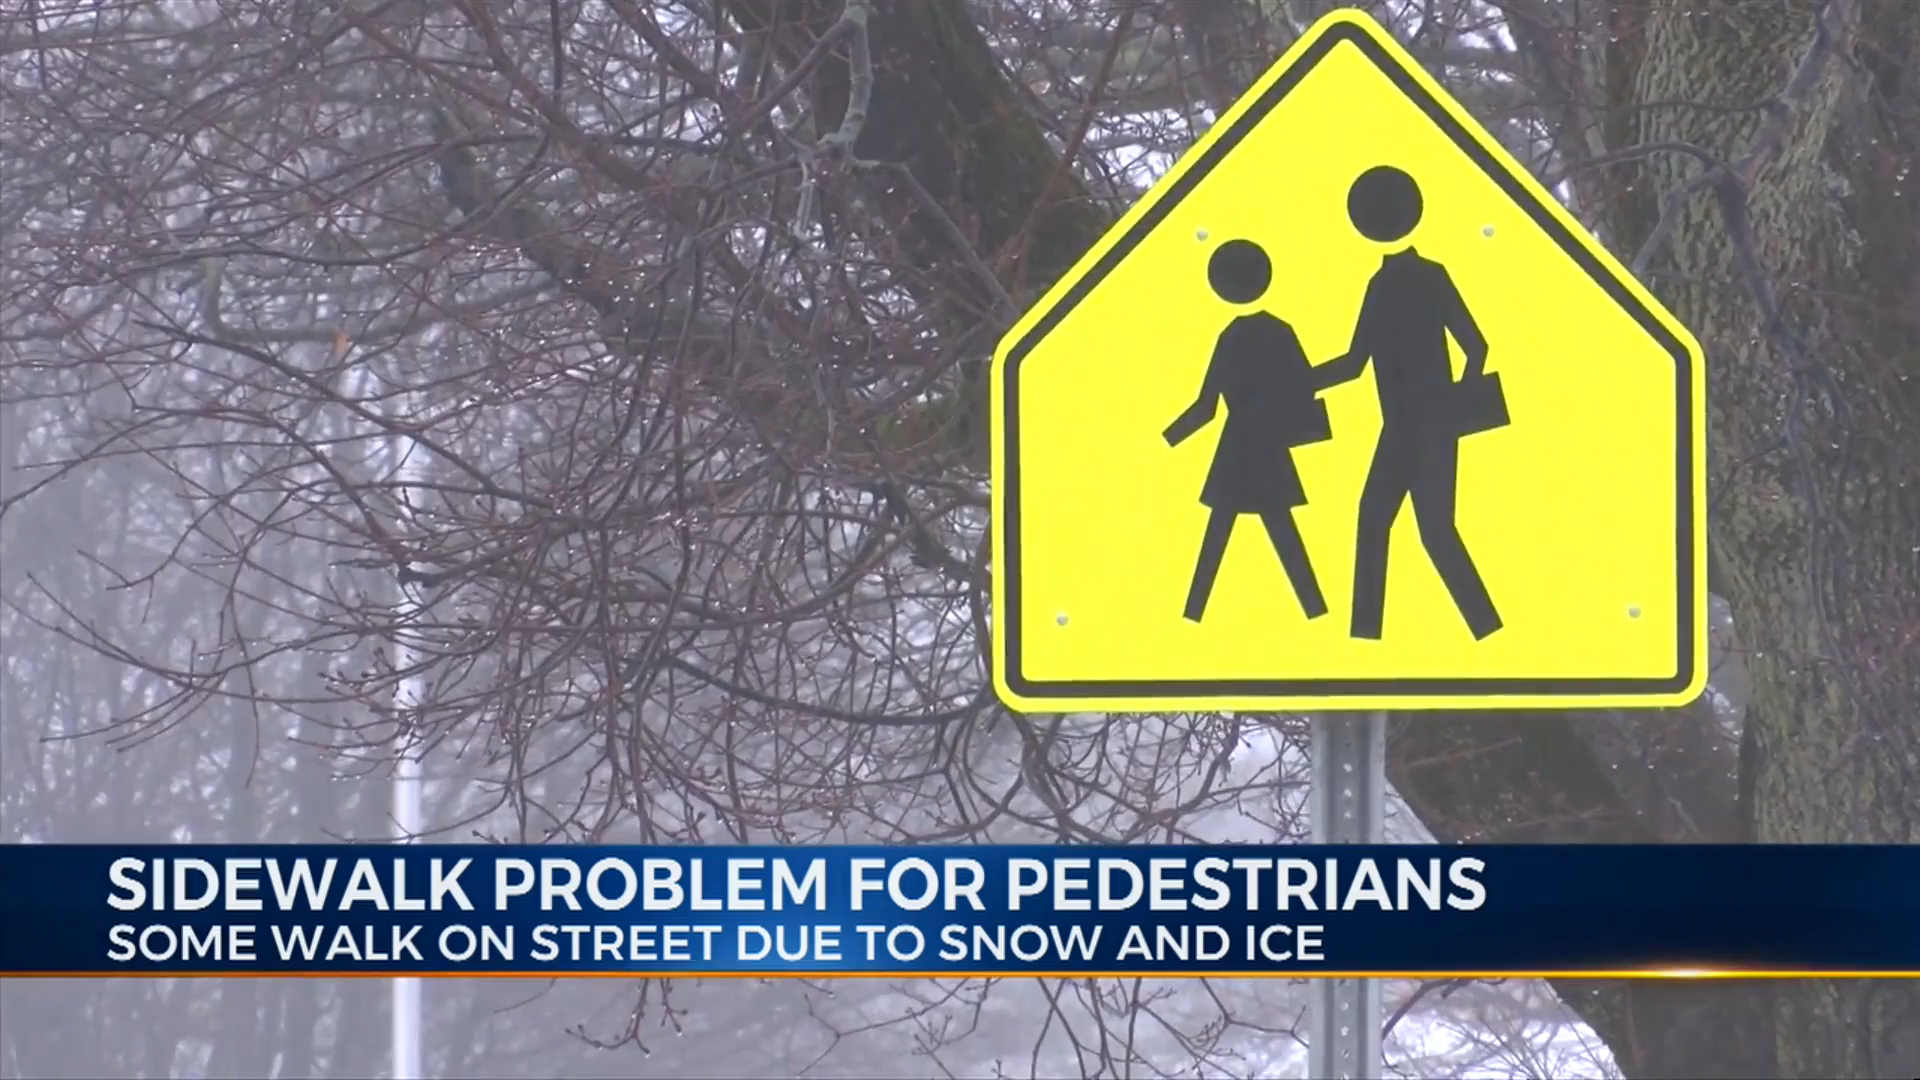 SIDEWALK PROBLEM FOR PEDESTRIANS
SOME WALK ON STREET DUE TO SNOW AND ICE